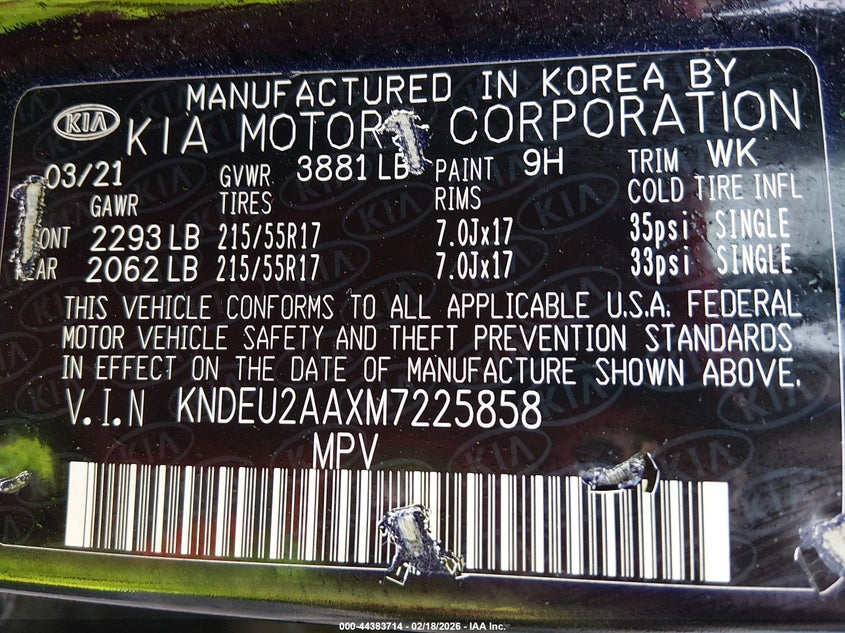 MANUFACTURED IN KOREA BY
KIA KIA MOTORS CORPORATION
03/21 GVWR 3881 LB PAINT 9H TRIM WK
GAWR TIRES RIMS COLD TIRE INFL
2293 LB 215/55R17 7.0Jx17 35psi SINGLE
2062 LB 215/55R17 7.0Jx17 33psi SINGLE
THIS VEHICLE CONFORMS TO ALL APPLICABLE U.S.A. FEDERAL
MOTOR VEHICLE SAFETY AND THEFT PREVENTION STANDARDS
IN EFFECT ON THE DATE OF MANUFACTURE SHOWN ABOVE.
V.I.N KNDEU2AAXM7225858
MPV
000-44383714 - 02/18/2026 - IAA Inc.